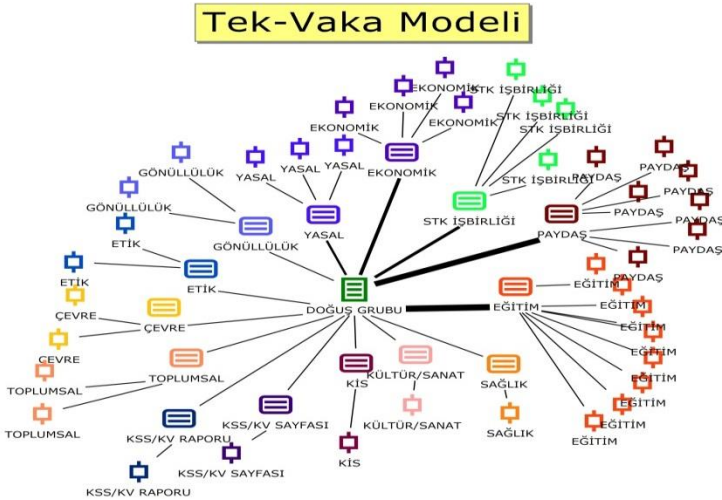 Tek-Vaka Modeli
EKONOMİK
STK İŞBİRLİĞİ
EKONOMİK
EKONOMİK
STK İŞBİRLİĞİ
EKONOMİK
STK İŞBİRLİĞİ
GÖNÜLLÜLÜK
YASAL
YASAL
YASAL
EKONOMİK
STK İŞBİRLİĞİ
PAYDAŞ
PAYDAŞ
PAYDAŞ
GÖNÜLLÜLÜK
GÖNÜLLÜLÜK
YASAL
STK İŞBİRLİĞİ
PAYDAŞ
PAYDAŞ
PAYDAŞ
ETİK
PAYDAŞ
ETİK
ETİK
PAYDAŞ
EĞİTİM
ÇEVRE
DOĞUŞ GRUBU
EĞİTİM
ÇEVRE
EĞİTİM
ÇEVRE
EĞİTİM
TOPLUMSAL
TOPLUMSAL
KİS
KÜLTÜR/SANAT
SAĞLIK
EĞİTİM
EĞİTİM
TOPLUMSAL
KSS/KV RAPORU
KSS/KV SAYFASI
KÜLTÜR/SANAT
SAĞLIK
EĞİTİM
EĞİTİM
KSS/KV RAPORU
KSS/KV SAYFASI
KİS